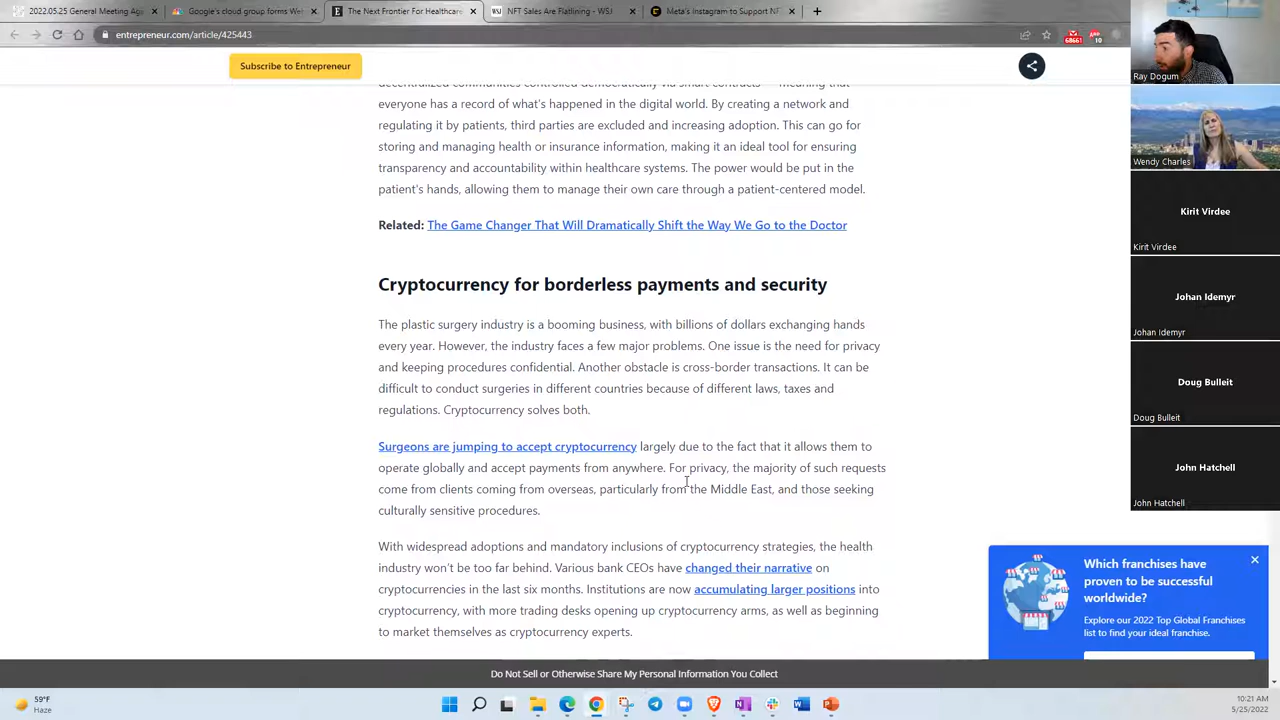 2022.05.25 General Meeting Ag
Google's cloud group forms We
The Next Frontier For Healthcare
NFT Sales Are Flatlining - WSJ
Meta's Instagram to Support NF
entrepreneur.com/article/425443
68661
10
Subscribe to Entrepreneur
decentralized communities controlled democratically via smart contracts — meaning that
everyone has a record of what's happened in the digital world. By creating a network and
regulating it by patients, third parties are excluded and increasing adoption. This can go for
storing and managing health or insurance information, making it an ideal tool for ensuring
transparency and accountability within healthcare systems. The power would be put in the
patient's hands, allowing them to manage their own care through a patient-centered model.
Related: The Game Changer That Will Dramatically Shift the Way We Go to the Doctor
Cryptocurrency for borderless payments and security
The plastic surgery industry is a booming business, with billions of dollars exchanging hands
every year. However, the industry faces a few major problems. One issue is the need for privacy
and keeping procedures confidential. Another obstacle is cross-border transactions. It can be
difficult to conduct surgeries in different countries because of different laws, taxes and
regulations. Cryptocurrency solves both.
Surgeons are jumping to accept cryptocurrency largely due to the fact that it allows them to
operate globally and accept payments from anywhere. For privacy, the majority of such requests
come from clients coming from overseas, particularly from the Middle East, and those seeking
culturally sensitive procedures.
With widespread adoptions and mandatory inclusions of cryptocurrency strategies, the health
industry won't be too far behind. Various bank CEOs have changed their narrative on
cryptocurrencies in the last six months. Institutions are now accumulating larger positions into
cryptocurrency, with more trading desks opening up cryptocurrency arms, as well as beginning
to market themselves as cryptocurrency experts.
Ray Dogum
Wendy Charles
Kirit Virdee
Kirit Virdee
Johan Idemyr
Johan Idemyr
Doug Bulleit
Doug Bulleit
John Hatchell
John Hatchell
Which franchises have
proven to be successful
worldwide?
Explore our 2022 Top Global Franchises
list to find your ideal franchise.
Do Not Sell or Otherwise Share My Personal Information You Collect
59°F
Haze
10:21 AM
5/25/2022